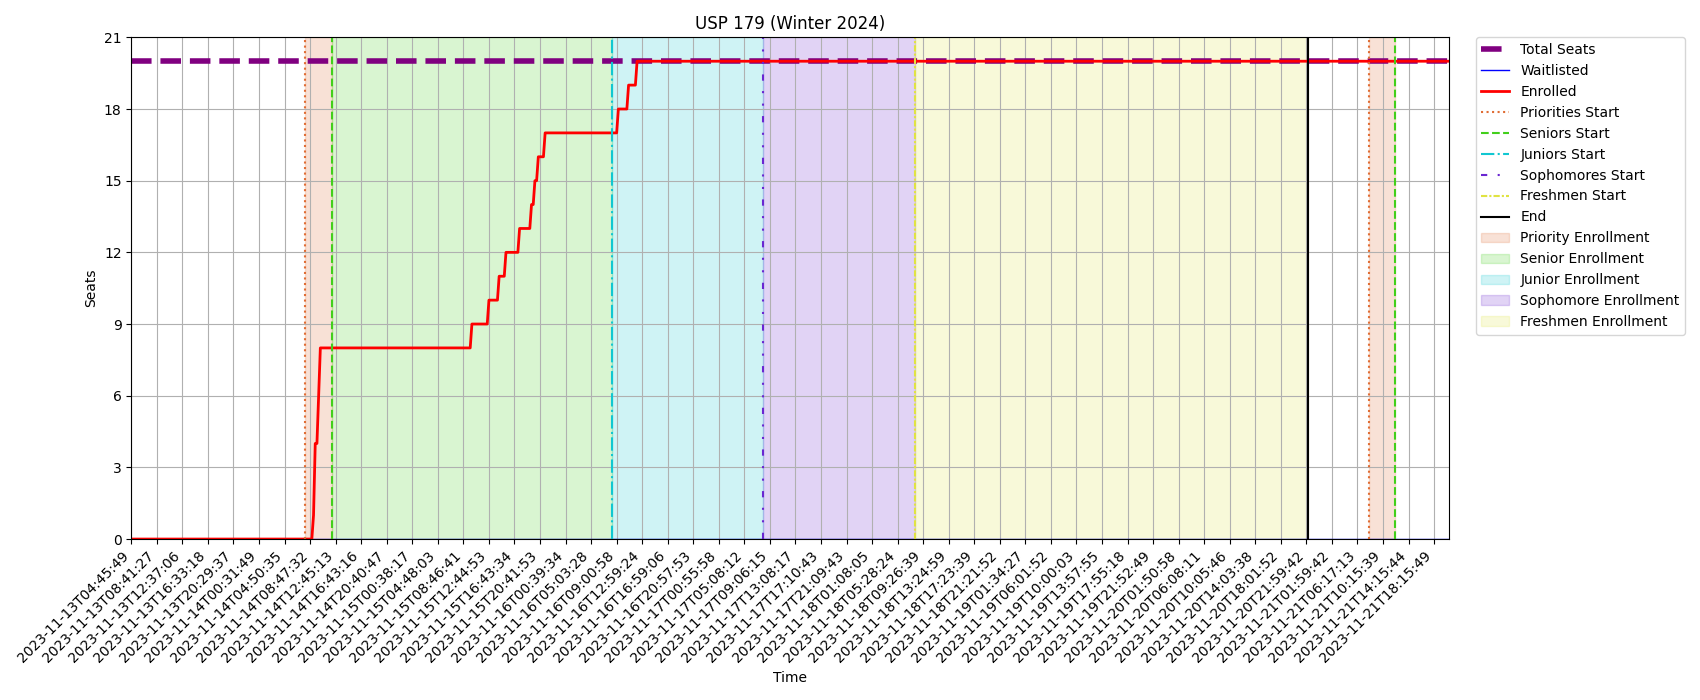 USP 179 (Winter 2024)
Seats
21
18
15
12
9
6
3
0
2023-11-13T04:45:49
2023-11-13T08:41:27
2023-11-13T12:37:06
2023-11-13T16:33:18
2023-11-13T20:29:37
2023-11-14T00:31:49
2023-11-14T04:50:35
2023-11-14T08:47:32
2023-11-14T12:45:13
2023-11-14T16:43:16
2023-11-14T20:40:47
2023-11-15T00:38:17
2023-11-15T04:48:03
2023-11-15T08:46:41
2023-11-15T12:44:53
2023-11-15T16:43:34
2023-11-15T20:41:53
2023-11-16T00:39:34
2023-11-16T05:03:28
2023-11-16T09:00:58
2023-11-16T12:59:24
2023-11-16T16:59:06
2023-11-16T20:57:53
2023-11-17T00:55:58
2023-11-17T05:08:12
2023-11-17T09:06:15
2023-11-17T13:08:17
2023-11-17T17:10:43
2023-11-17T21:09:43
2023-11-18T01:08:05
2023-11-18T05:28:24
2023-11-18T09:26:39
2023-11-18T13:24:59
2023-11-18T17:23:39
2023-11-18T21:21:52
2023-11-19T01:34:27
2023-11-19T06:01:52
2023-11-19T10:00:03
2023-11-19T13:57:55
2023-11-19T17:55:18
2023-11-19T21:52:49
2023-11-20T01:50:58
2023-11-20T06:08:11
2023-11-20T10:05:46
2023-11-20T14:03:38
2023-11-20T18:01:52
2023-11-20T21:59:42
2023-11-21T01:59:42
2023-11-21T06:17:13
2023-11-21T10:15:39
2023-11-21T14:15:44
2023-11-21T18:15:49
Time
Total Seats
Waitlisted
Enrolled
Priorities Start
Seniors Start
Juniors Start
Sophomores Start
Freshmen Start
End
Priority Enrollment
Senior Enrollment
Junior Enrollment
Sophomore Enrollment
Freshmen Enrollment